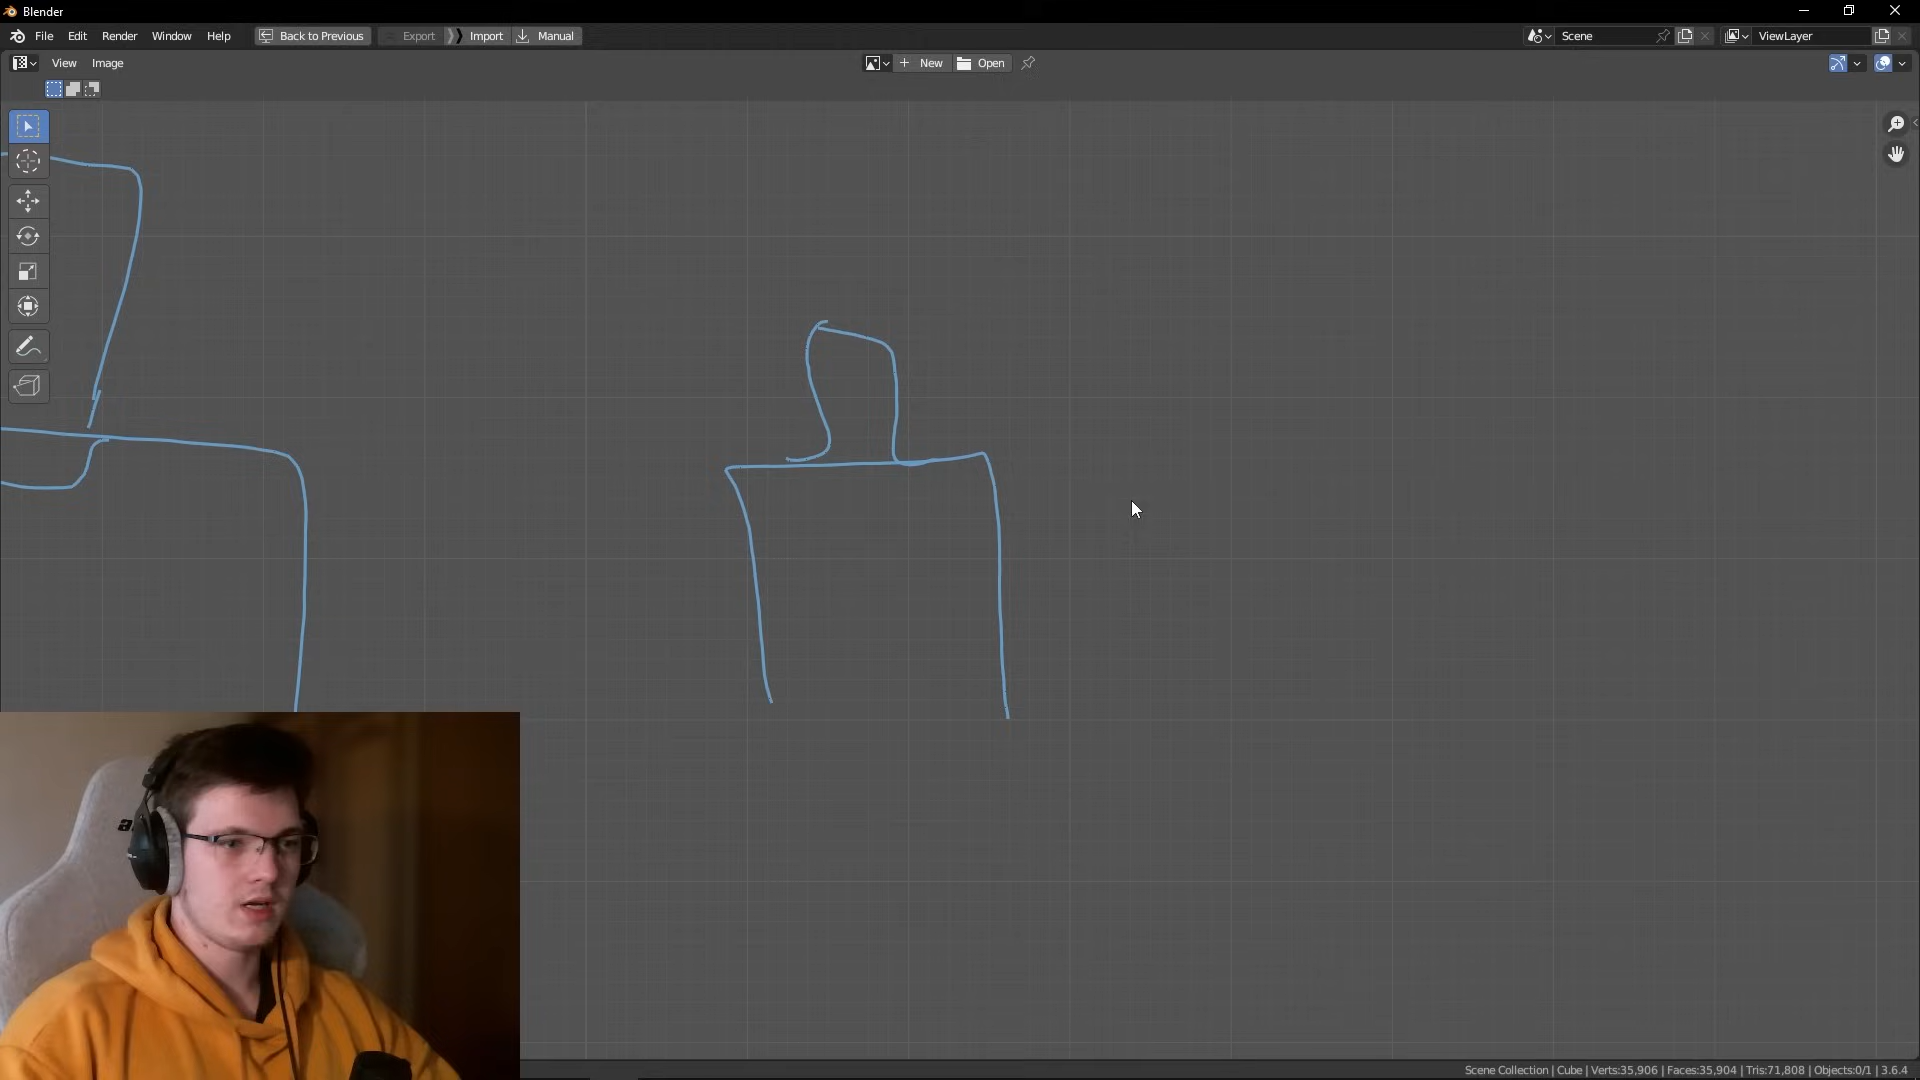 Blender
File Edit Render Window Help Back to Previous Export Import Manual Scene ViewLayer
View Image New Open
Scene Collection | Cube | Verts:35,906 | Faces:35,904 | Tris:71,808 | Objects:0/1 | 3.6.4